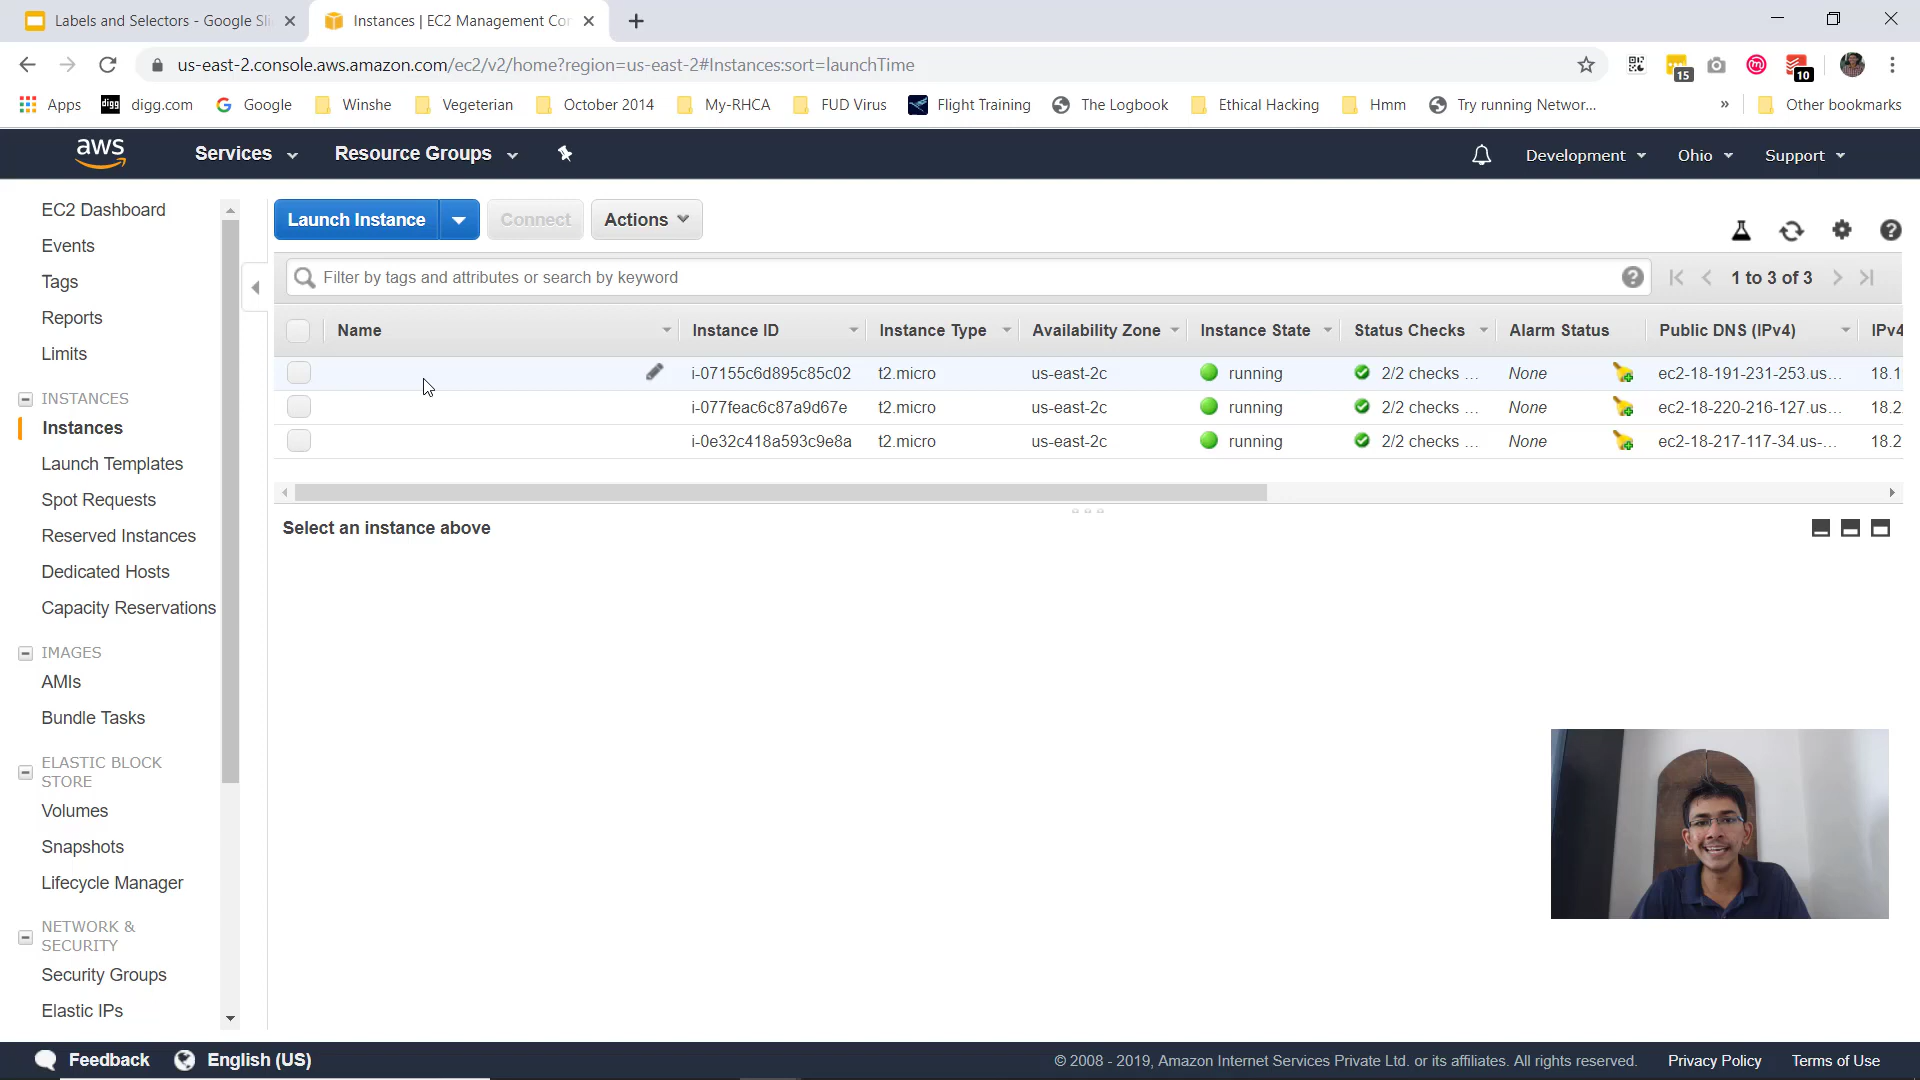 Labels and Selectors - Google Sli
Instances | EC2 Management Co
us-east-2.console.aws.amazon.com/ec2/v2/home?region=us-east-2#Instances:sort=launchTime
15
10
Apps
digg
digg.com
Google
Winshe
Vegeterian
October 2014
My-RHCA
FUD Virus
Flight Training
The Logbook
Ethical Hacking
Hmm
Try running Networ...
»
Other bookmarks
aws
Services
Resource Groups
Development
Ohio
Support
EC2 Dashboard
Events
Tags
Reports
Limits
INSTANCES
Instances
Launch Templates
Spot Requests
Reserved Instances
Dedicated Hosts
Capacity Reservations
IMAGES
AMIs
Bundle Tasks
ELASTIC BLOCK
STORE
Volumes
Snapshots
Lifecycle Manager
NETWORK &
SECURITY
Security Groups
Elastic IPs
Launch Instance
Connect
Actions
Filter by tags and attributes or search by keyword
1 to 3 of 3
Name Instance ID Instance Type Availability Zone Instance State Status Checks Alarm Status Public DNS (IPv4) IPv4
i-07155c6d895c85c02 t2.micro us-east-2c running 2/2 checks ... None ec2-18-191-231-253.us... 18.1
i-077feac6c87a9d67e t2.micro us-east-2c running 2/2 checks ... None ec2-18-220-216-127.us... 18.2
i-0e32c418a593c9e8a t2.micro us-east-2c running 2/2 checks ... None ec2-18-217-117-34.us-... 18.2
Select an instance above
Feedback
English (US)
© 2008 - 2019, Amazon Internet Services Private Ltd. or its affiliates. All rights reserved.
Privacy Policy
Terms of Use